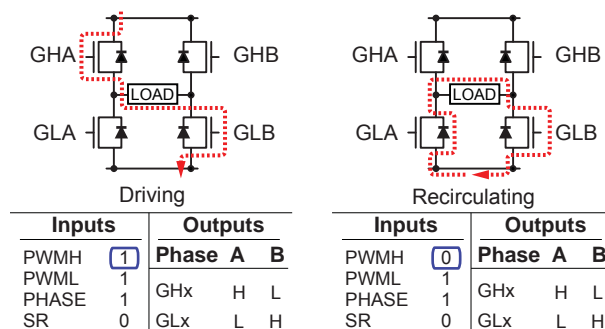 GHA GHB GHA GHB
LOAD LOAD
GLA GLB GLA GLB
Driving Recirculating
Inputs Outputs Inputs Outputs
PWMH 1 Phase A B PWMH 0 Phase A B
PWML 1 PWML 1
GHx H L GHx H L
PHASE 1 PHASE 1
SR 0 GLx L H SR 0 GLx L H